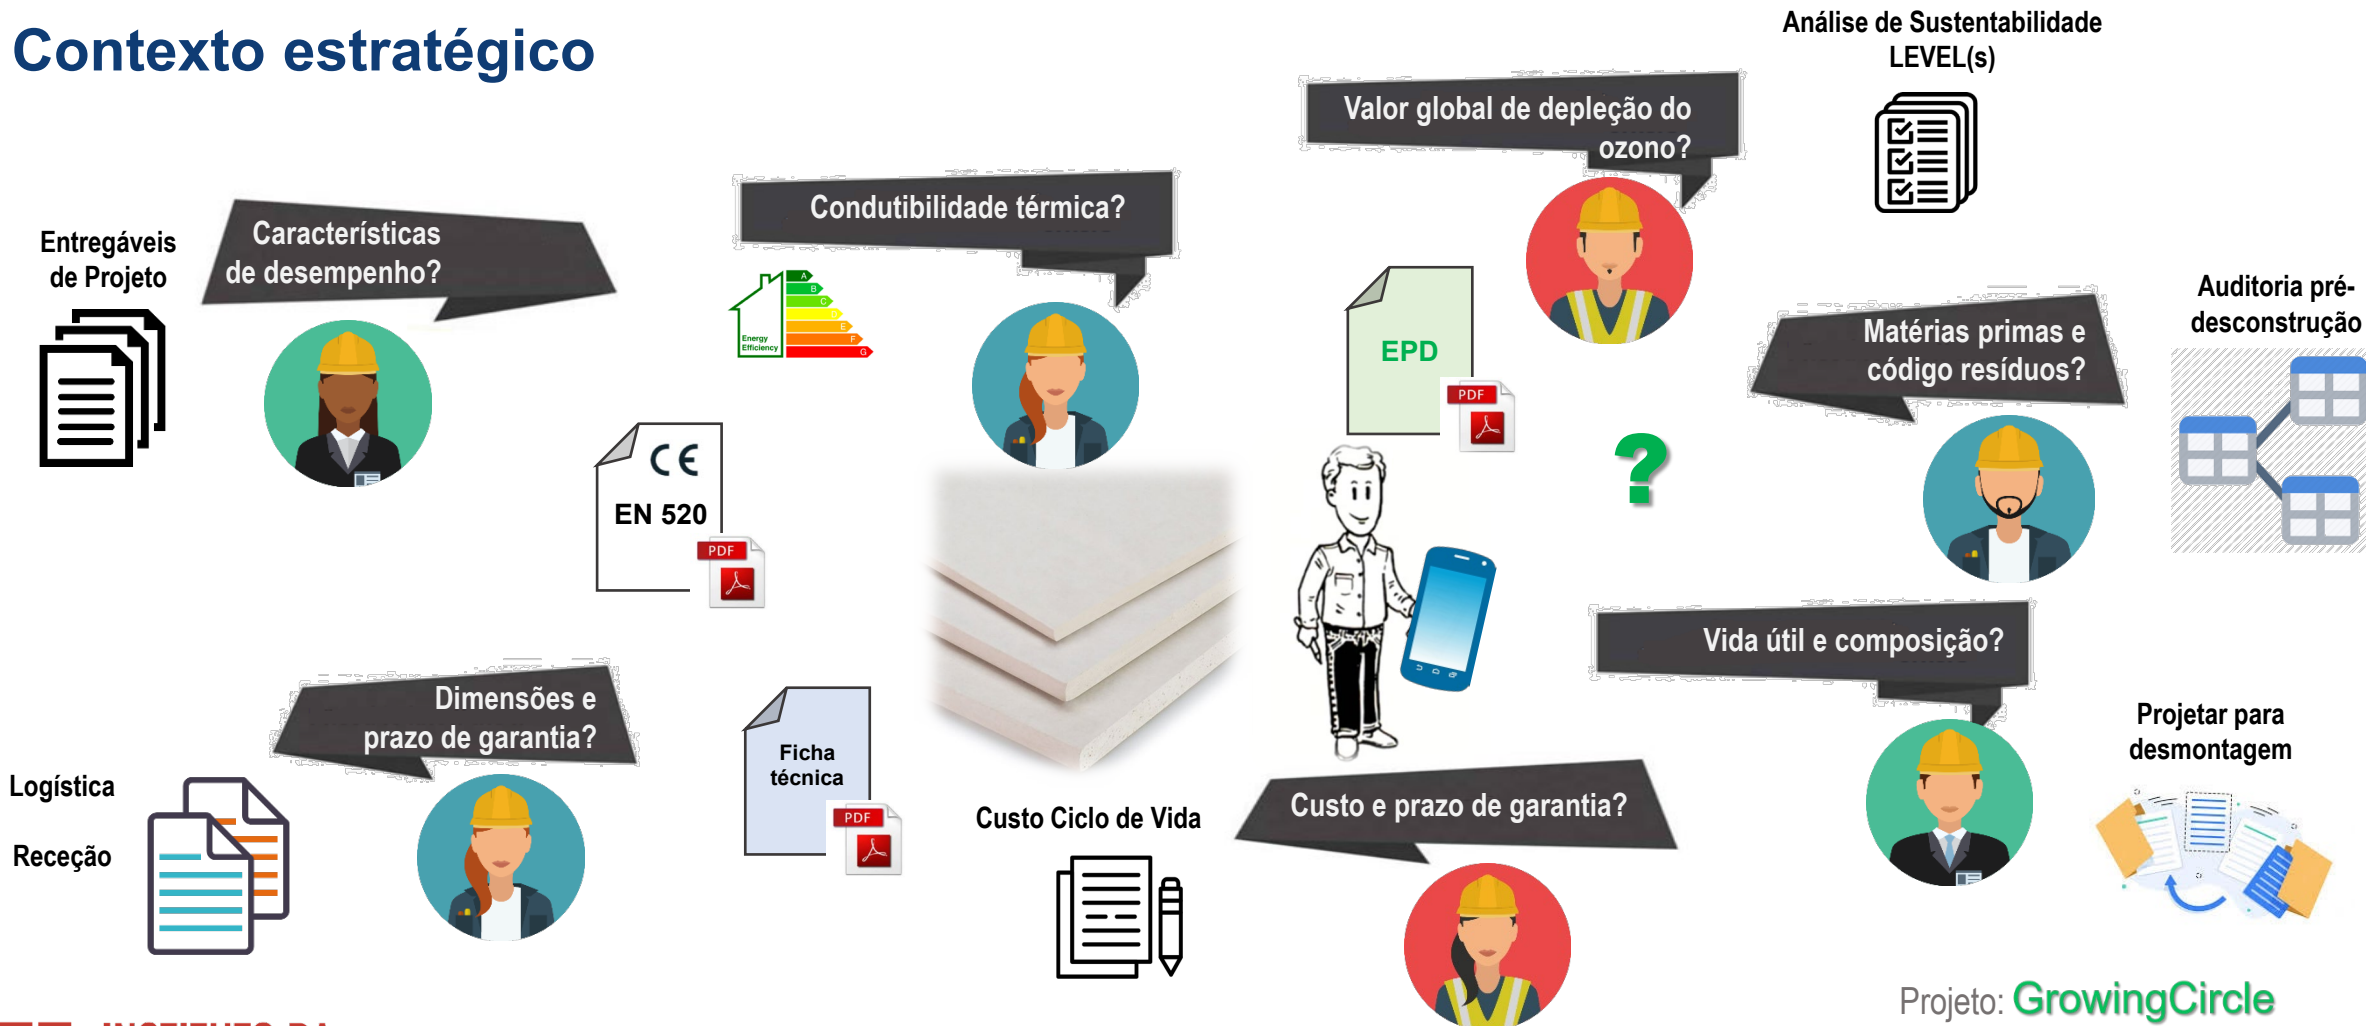 Contexto estratégico
Análise de Sustentabilidade
LEVEL(s)
Valor global de depleção do
ozono?
Condutibilidade térmica?
Características
de desempenho?
Entregáveis
de Projeto
A
B
C
D
E
F
G
Energy
Efficiency
EPD
PDF
Matérias primas e
código resíduos?
Auditoria pré-
desconstrução
?
CE
EN 520
PDF
Vida útil e composição?
Dimensões e
prazo de garantia?
Ficha
técnica
PDF
Projetar para
desmontagem
Logística
Receção
Custo Ciclo de Vida
Custo e prazo de garantia?
Projeto: GrowingCircle
INSTITUTO DA